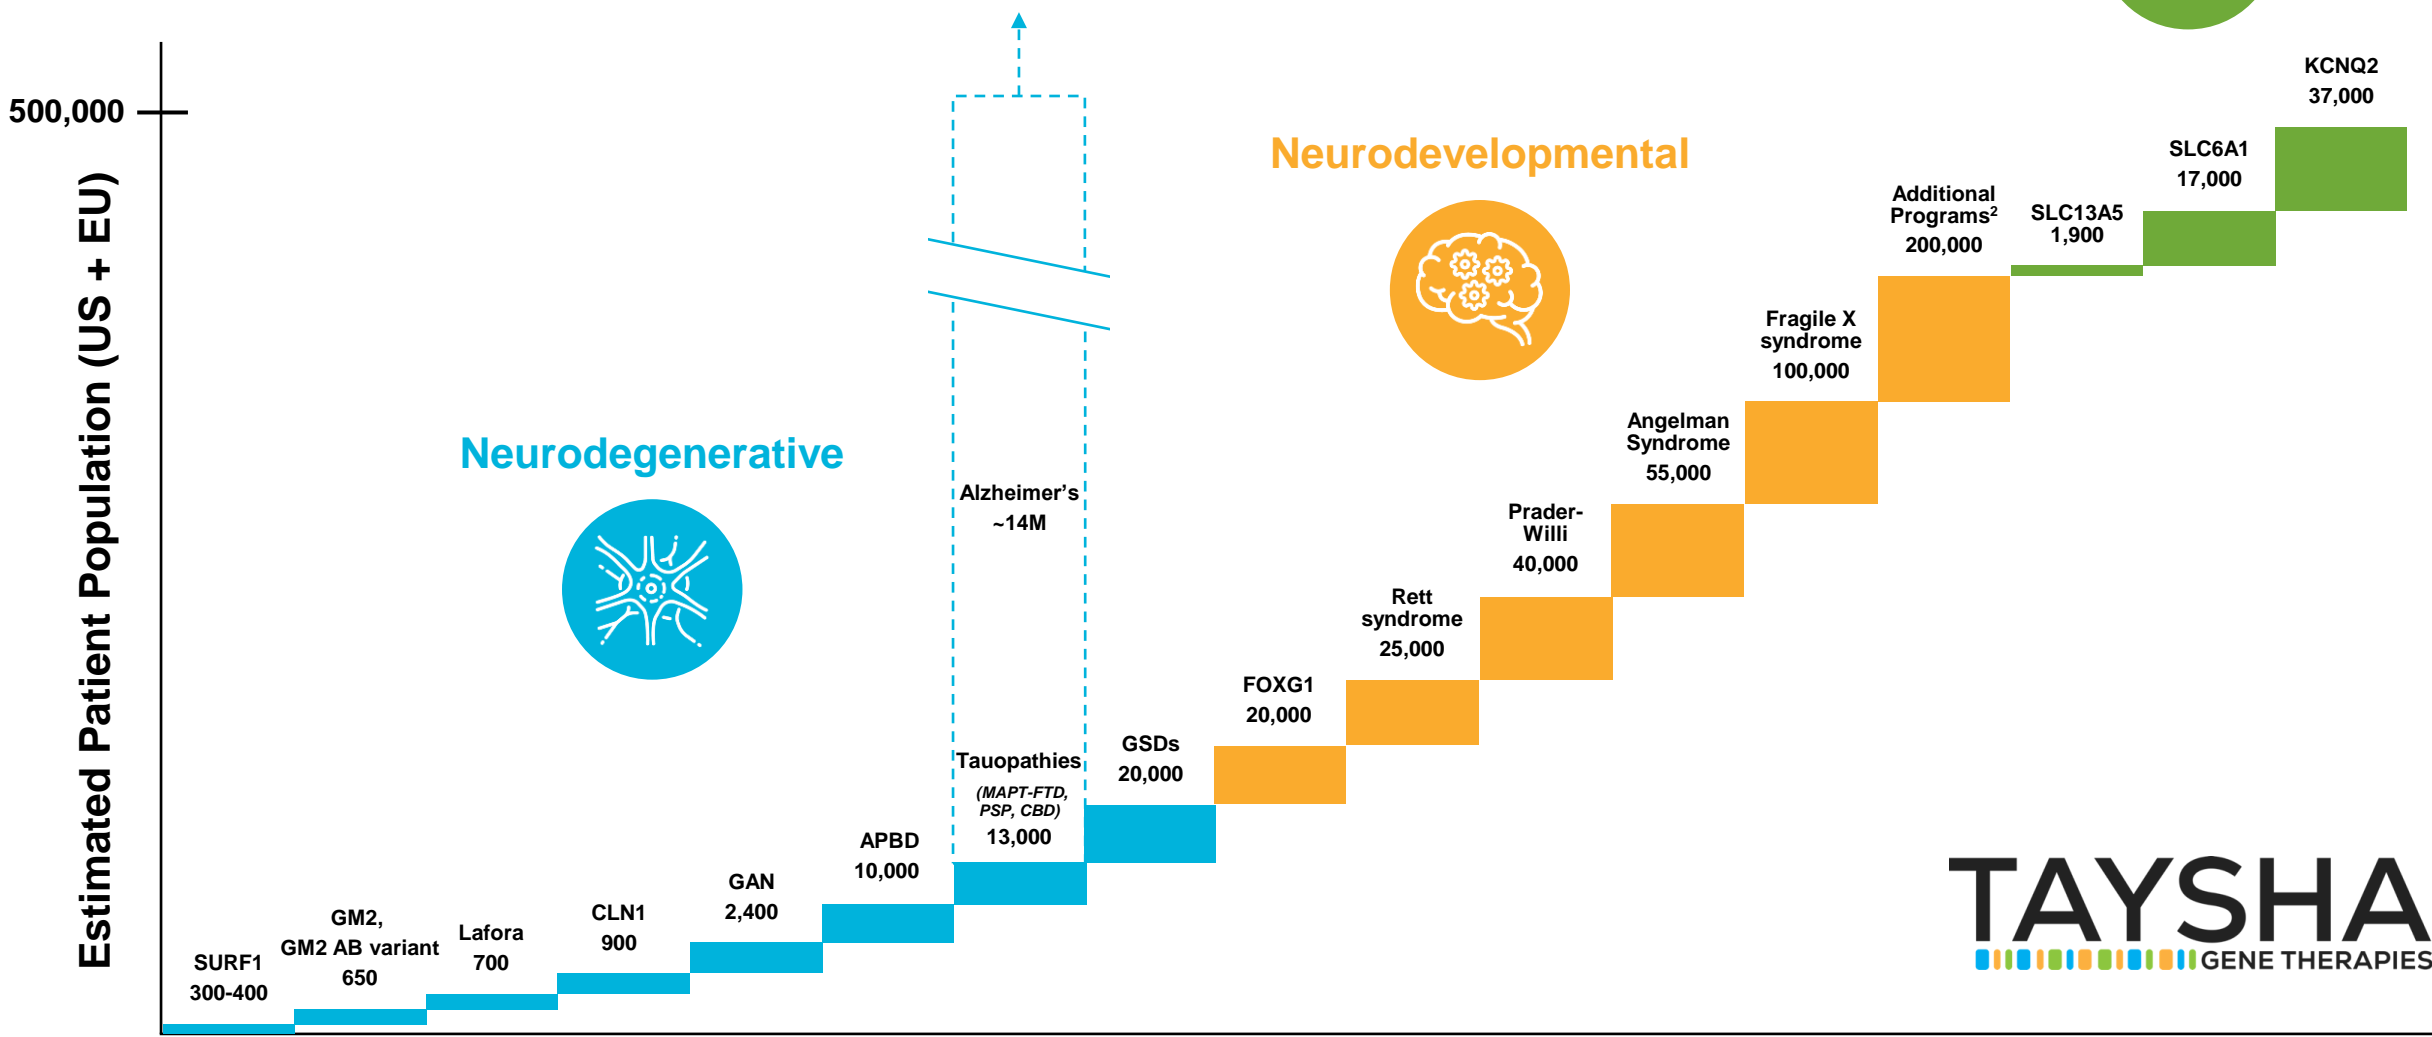 500,000
Estimated Patient Population (US + EU)
Neurodegenerative
Neurodevelopmental
SURF1
300-400
GM2,
GM2 AB variant
650
Lafora
700
CLN1
900
GAN
2,400
APBD
10,000
Alzheimer's
~14M
Tauopathies
(MAPT-FTD,
PSP, CBD)
13,000
GSDs
20,000
FOXG1
20,000
Rett
syndrome
25,000
Prader-
Willi
40,000
Angelman
Syndrome
55,000
Fragile X
syndrome
100,000
Additional
Programs²
200,000
SLC13A5
1,900
SLC6A1
17,000
KCNQ2
37,000
TAYSHA
GENE THERAPIES